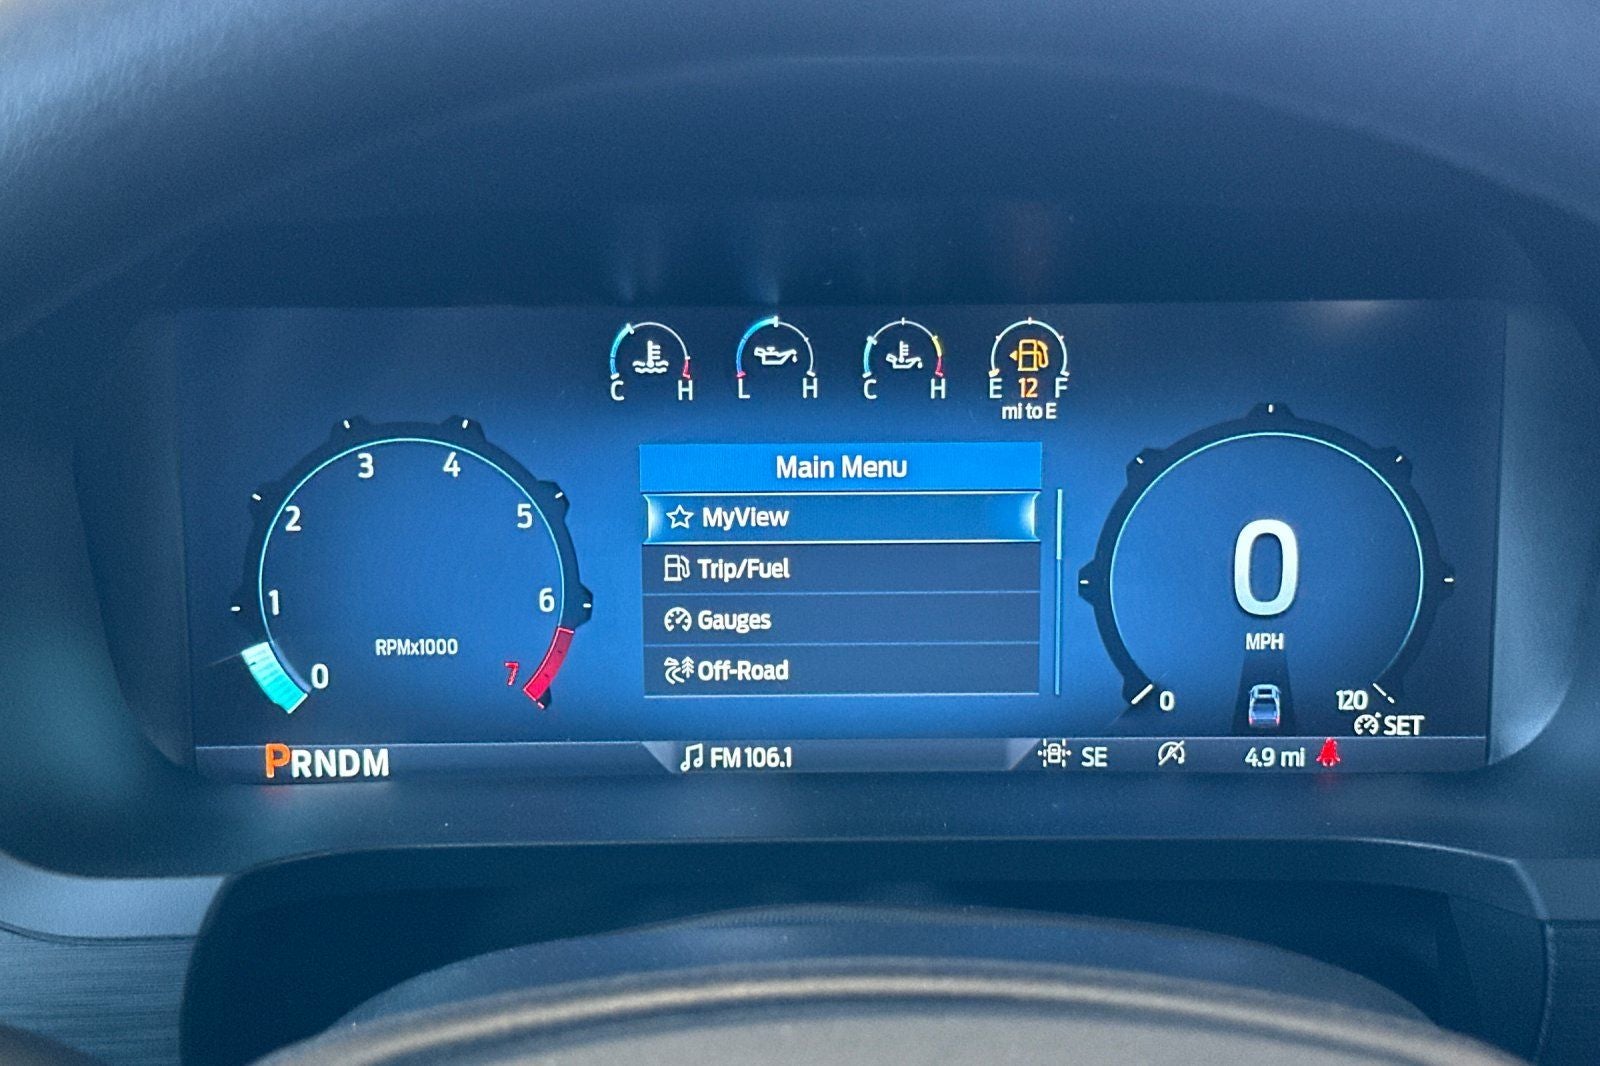 C H
L H
C H
E 12 F
mi to E
Main Menu
MyView
Trip/Fuel
Gauges
Off-Road
0
1
2
3
4
5
6
7
RPMx1000
0
MPH
0
120
SET
PRNDM
FM 106.1
SE
4.9 mi